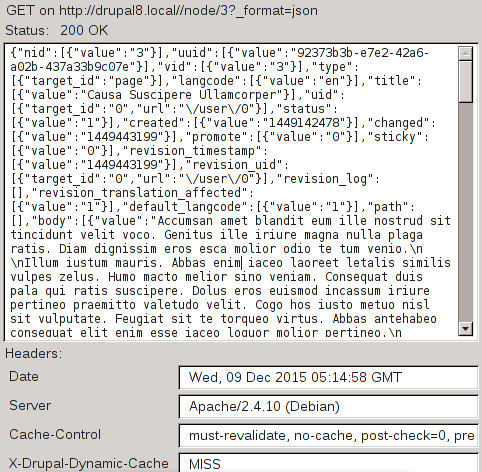 GET on http://drupal8.local//node/3?_format=json
Status: 200 OK
{"nid":[{"value":"3"}],"uuid":[{"value":"92373b3b-e7e2-42a6-
a02b-437a33b9c07e"}],"vid":[{"value":"3"}],"type":
[{"target_id":"page"}],"langcode":[{"value":"en"}],"title":
[{"value":"Causa Suscipere Ullamcorper"}],"uid":
[{"target_id":"0","url":"\/user\/0"}],"status":
[{"value":"1"}],"created":[{"value":"1449142478"}],"changed":
[{"value":"1449443199"}],"promote":[{"value":"0"}],"sticky":
[{"value":"0"}],"revision_timestamp":
[{"value":"1449443199"}],"revision_uid":
[{"target_id":"0","url":"\/user\/0"}],"revision_log":
[],"revision_translation_affected":
[{"value":"1"}],"default_langcode":[{"value":"1"}],"path":
[],"body":[{"value":"Accumsan amet blandit eum ille nostrud sit
tincidunt velit voco. Genitus ille iriure magna nulla plaga
ratis. Diam dignissim eros esca molior odio te tum venio.\n
\nIllum iustum mauris. Abbas enim iaceo laoreet letalis similis
vulpes zelus. Humo macto melior sino veniam. Consequat duis
pala qui ratis suscipere. Dolus eros euismod incassum iriure
pertineo praemitto valetudo velit. Cogo hos iusto metuo nisl
sit vulputate. Feugiat sit te torqueo virtus. Abbas antehabeo
consequat elit enim esse iaceo loquor molior pertineo.\n
Headers:
Date Wed, 09 Dec 2015 05:14:58 GMT
Server Apache/2.4.10 (Debian)
Cache-Control must-revalidate, no-cache, post-check=0, pre
X-Drupal-Dynamic-Cache MISS